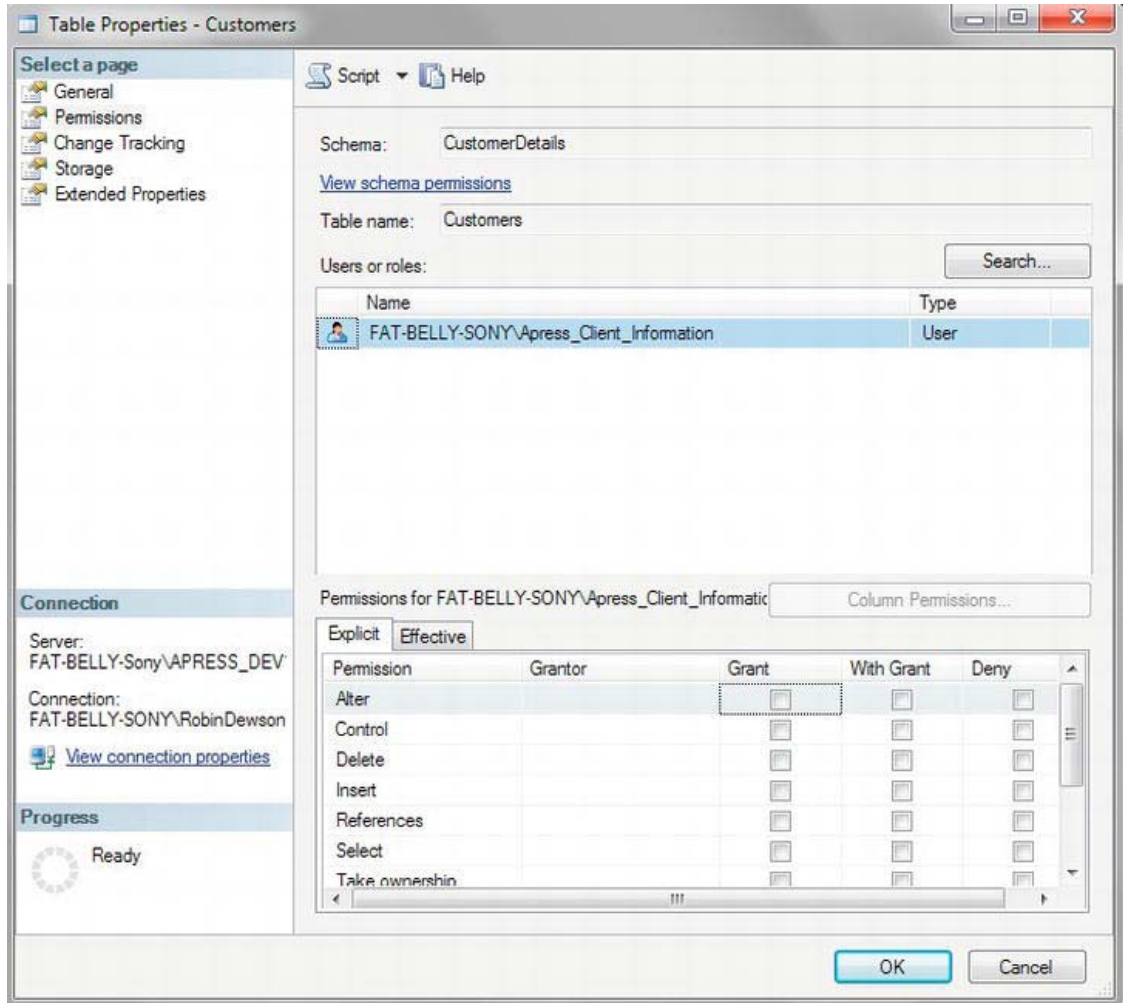 Table Properties - Customers
Select a page
General
Permissions
Change Tracking
Storage
Extended Properties
Script Help
Schema: CustomerDetails
View schema permissions
Table name: Customers
Users or roles: Search...
Name Type
FAT-BELLY-SONY\Apress_Client_Information User
Connection
Server:
FAT-BELLY-Sony\APRESS_DEV
Connection:
FAT-BELLY-SONY\RobinDewson
View connection properties
Progress
Ready
Permissions for FAT-BELLY-SONY\Apress_Client_Informatic Column Permissions...
Explicit Effective
Permission Grantor Grant With Grant Deny
Alter
Control
Delete
Insert
References
Select
Take ownership
OK Cancel